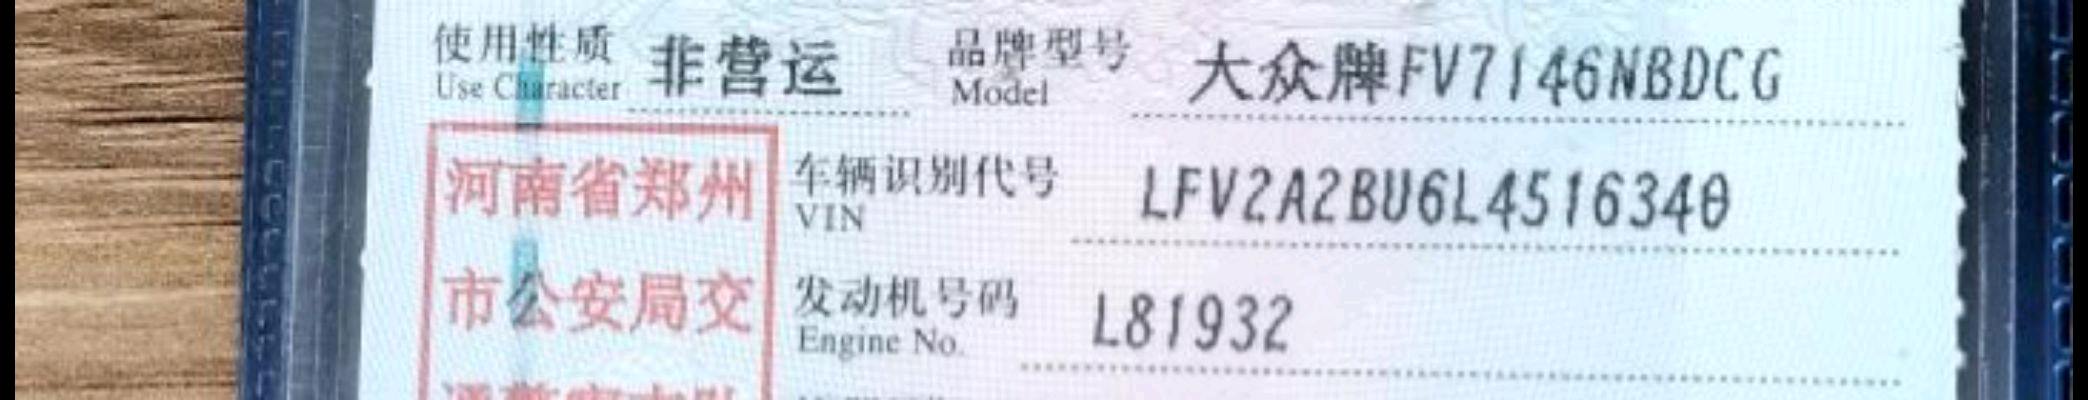 使用性质 非营运 品牌型号 大众牌FV7146NBDCG
Use Character Model
河南省郑州 车辆识别代号 LFV2A2BU6L4516340
VIN
市公安局交 发动机号码 L81932
Engine No.